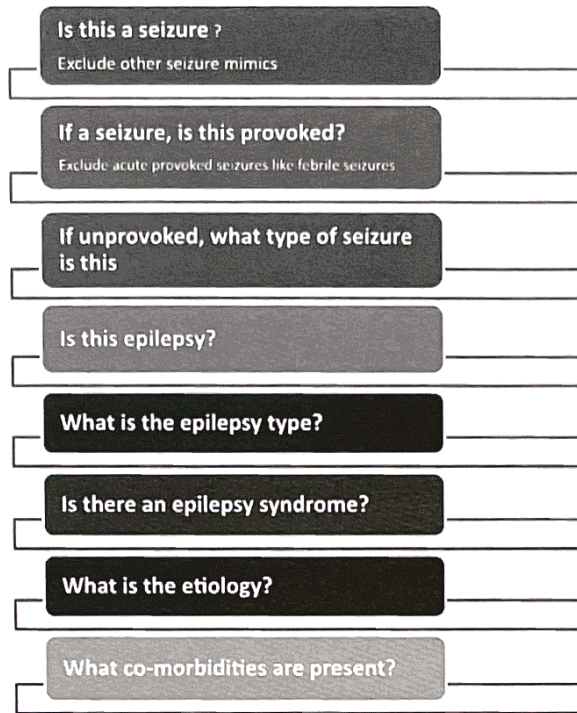 Is this a seizure ?
Exclude other seizure mimics
If a seizure, is this provoked?
Exclude acute provoked seizures like febrile seizures
If unprovoked, what type of seizure
is this
Is this epilepsy?
What is the epilepsy type?
Is there an epilepsy syndrome?
What is the etiology?
What co-morbidities are present?